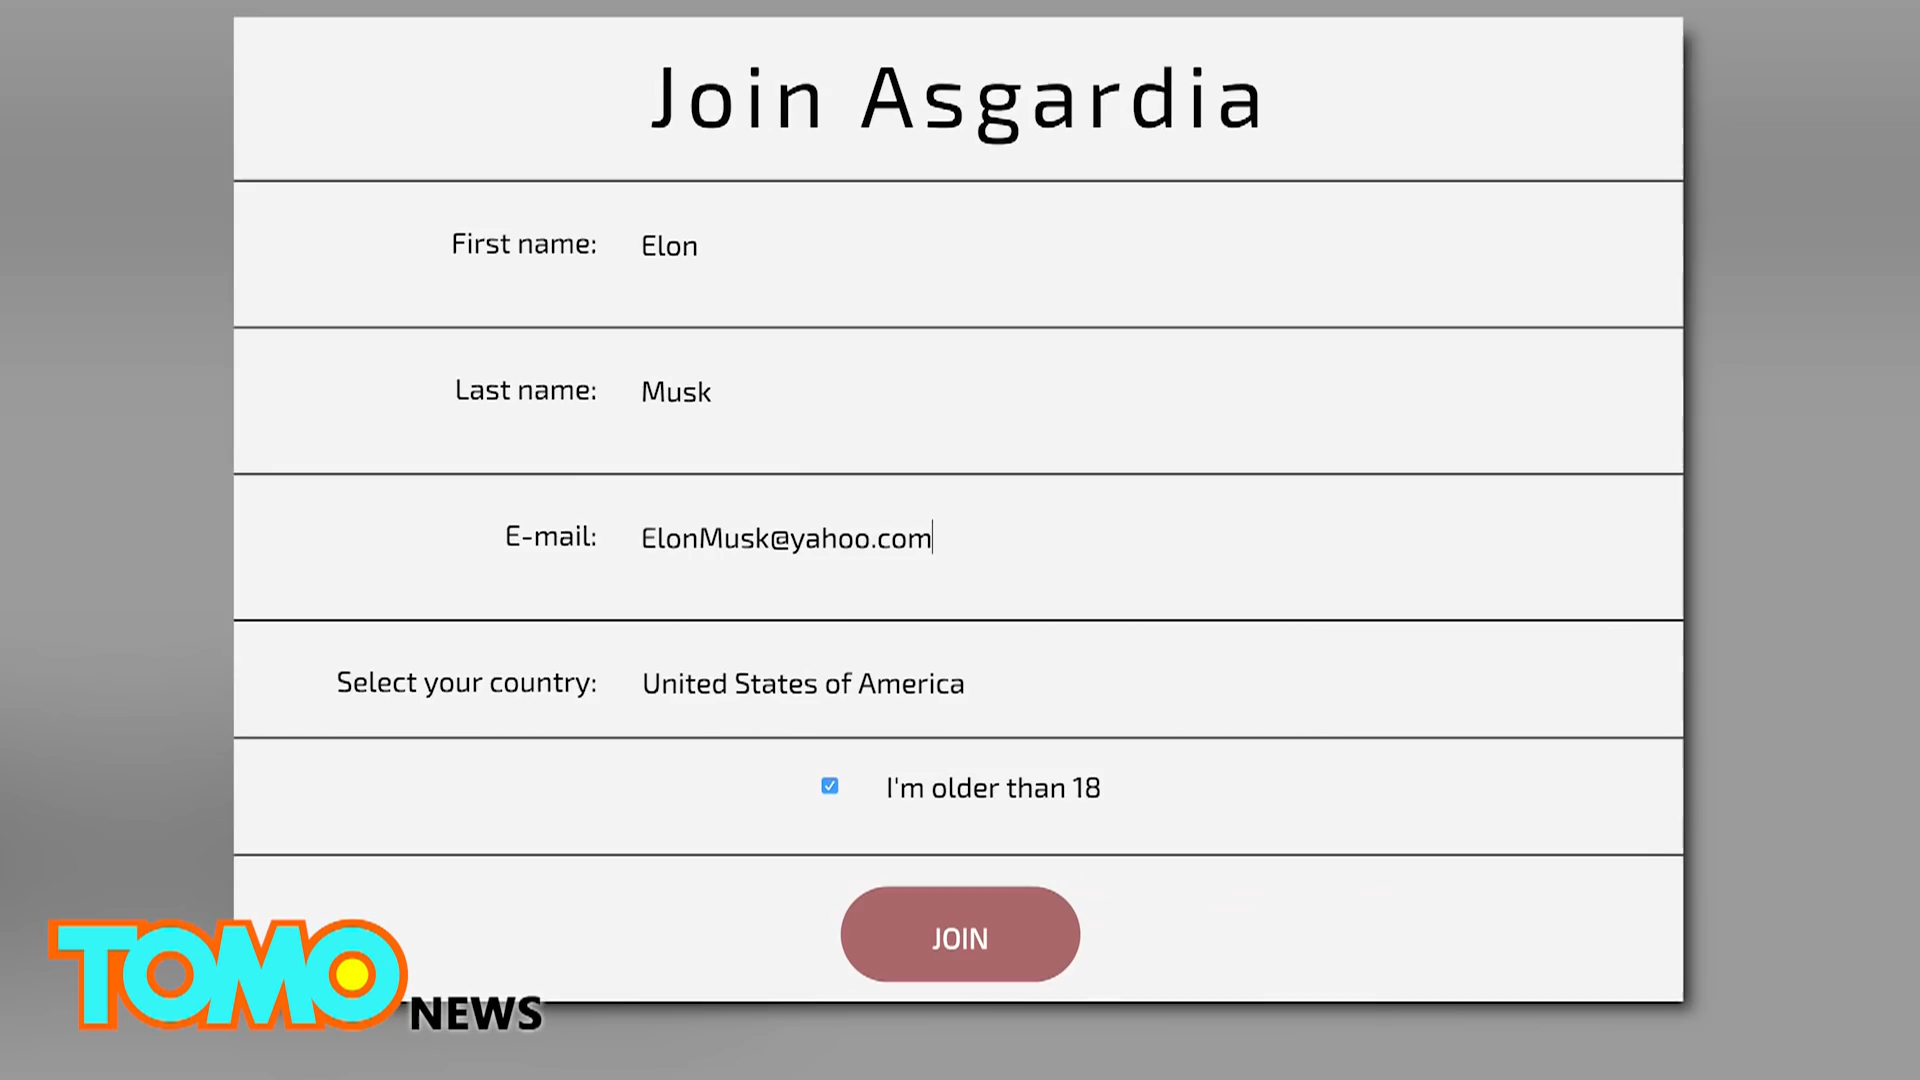 Join Asgardia
First name: Elon
Last name: Musk
E-mail: ElonMusk@yahoo.com
Select your country: United States of America
I'm older than 18
JOIN
TOMO NEWS